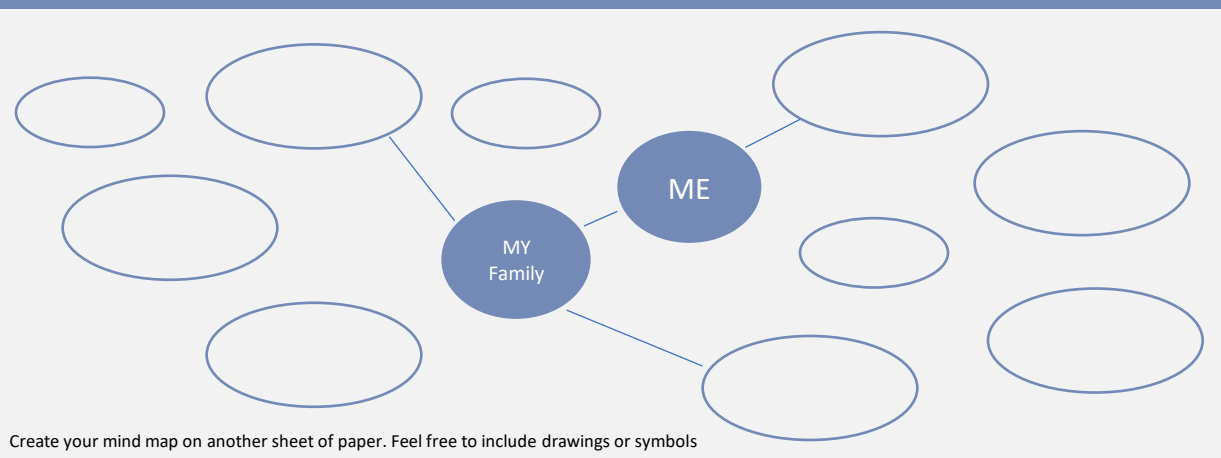 ME
MY
Family
Create your mind map on another sheet of paper. Feel free to include drawings or symbols